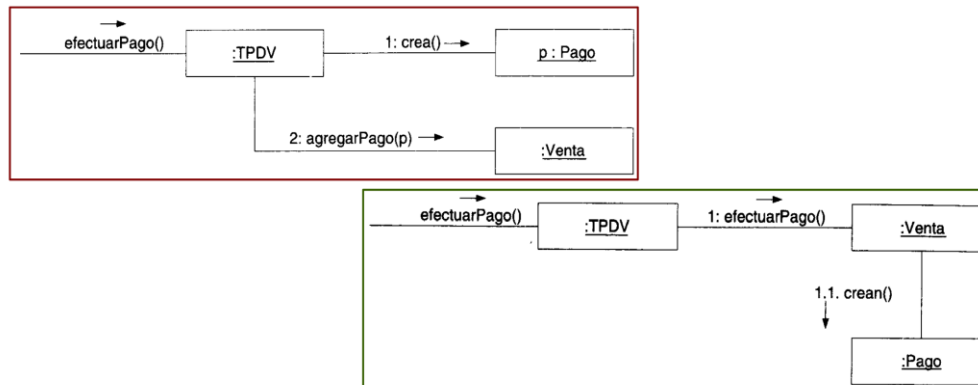 efectuarPago()
:TPDV
1: crea()
p : Pago
2: agregarPago(p)
:Venta
efectuarPago()
:TPDV
1: efectuarPago()
:Venta
1.1. crean()
:Pago